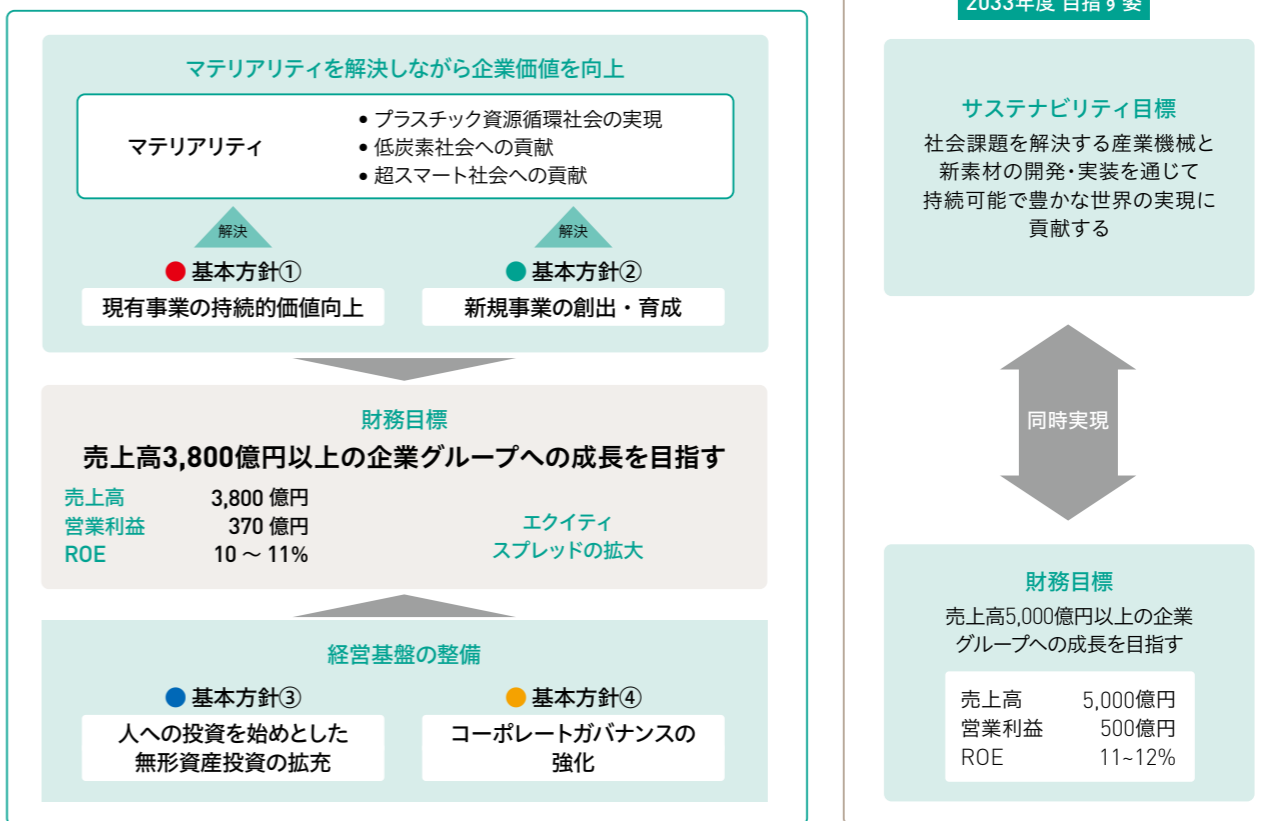 マテリアリティを解決しながら企業価値を向上
マテリアリティ
• プラスチック資源循環社会の実現
• 低炭素社会への貢献
• 超スマート社会への貢献
解決
解決
● 基本方針①
現有事業の持続的価値向上
● 基本方針②
新規事業の創出・育成
財務目標
売上高3,800億円以上の企業グループへの成長を目指す
売上高 3,800 億円
営業利益 370 億円
ROE 10 ～ 11%
エクイティ
スプレッドの拡大
経営基盤の整備
● 基本方針③
人への投資を始めとした
無形資産投資の拡充
● 基本方針④
コーポレートガバナンスの
強化
2033年度 目指す姿
サステナビリティ目標
社会課題を解決する産業機械と
新素材の開発・実装を通じて
持続可能で豊かな世界の実現に
貢献する
同時実現
財務目標
売上高5,000億円以上の企業
グループへの成長を目指す
売上高 5,000億円
営業利益 500億円
ROE 11~12%